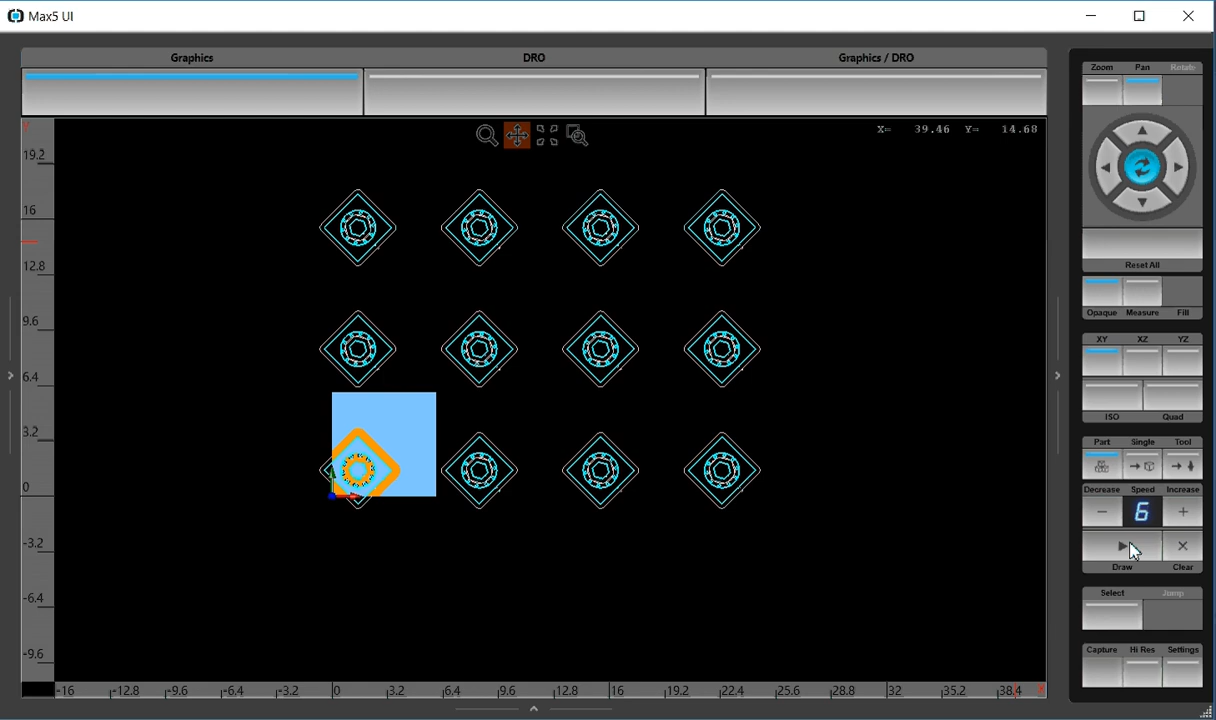 Max5 UI
Graphics
DRO
Graphics / DRO
X= 39.46 Y= 14.68
Y
19.2
16
12.8
9.6
6.4
3.2
0
-3.2
-6.4
-9.6
-16
-12.8
-9.6
-6.4
-3.2
0
3.2
6.4
9.6
12.8
16
19.2
22.4
25.6
28.8
32
35.2
38.4
X
Zoom Pan Rotate
Reset All
Opaque Measure Fill
XY XZ YZ
ISO Quad
Part Single Tool
Decrease Speed Increase
6
Draw Clear
Select Jump
Capture Hi Res Settings